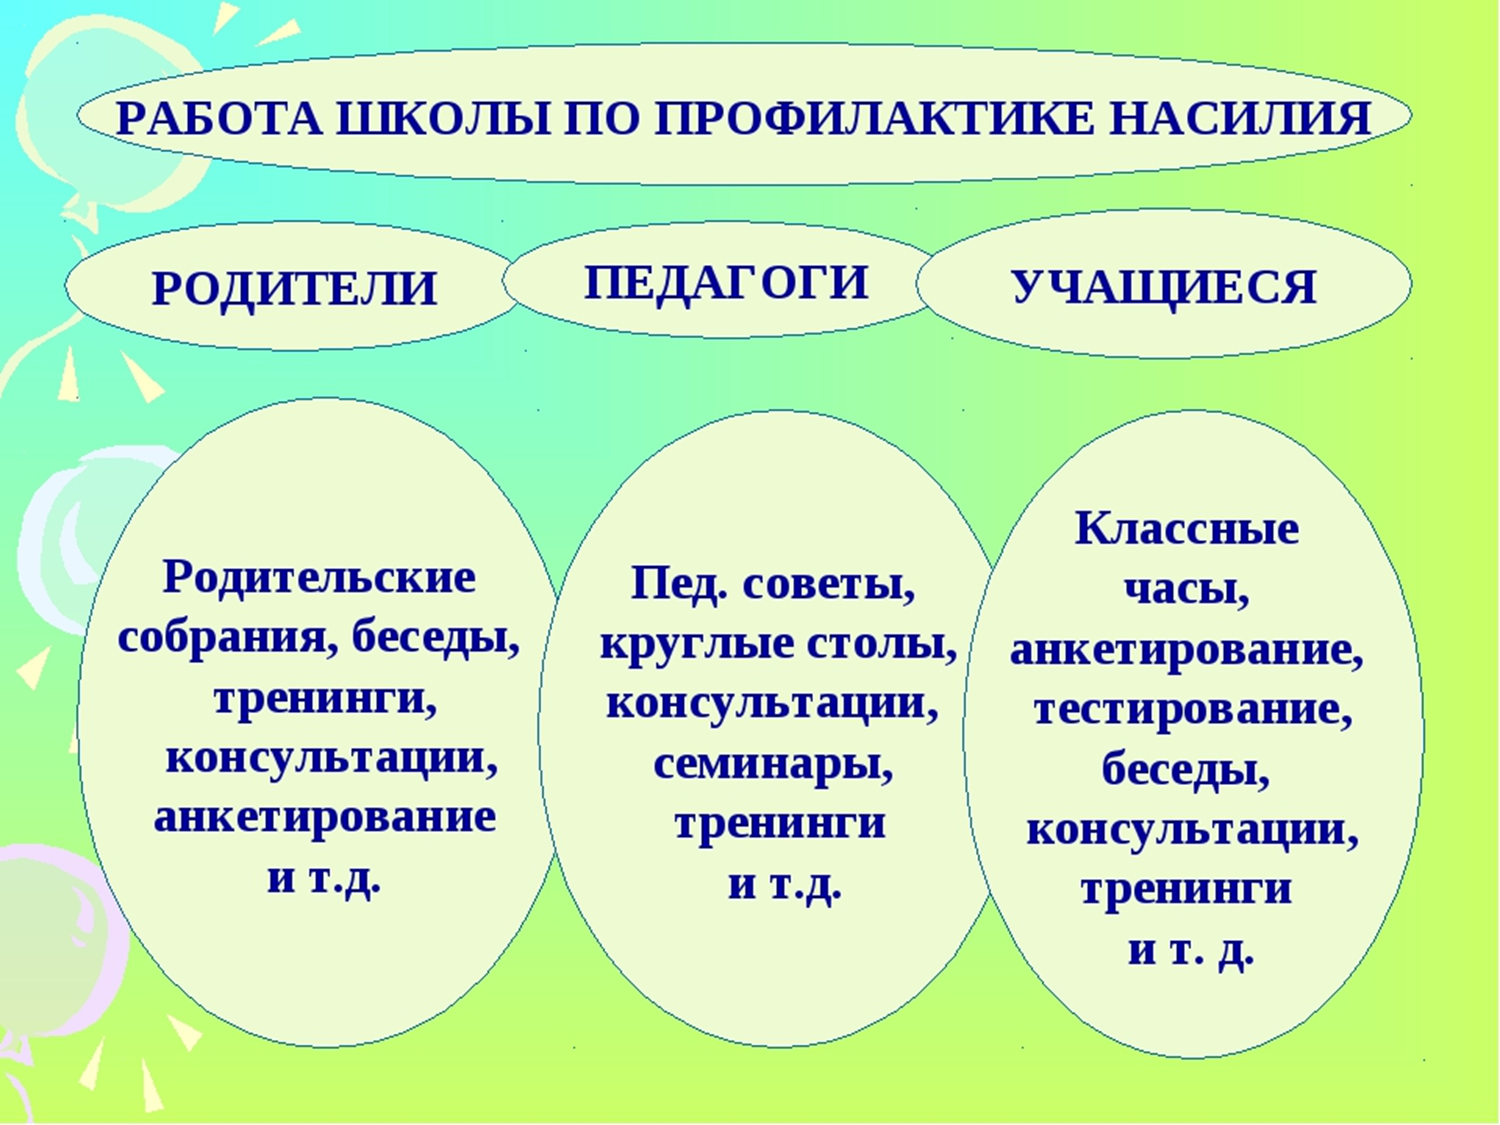 РАБОТА ШКОЛЫ ПО ПРОФИЛАКТИКЕ НАСИЛИЯ
РОДИТЕЛИ
ПЕДАГОГИ
УЧАЩИЕСЯ
Родительские
собрания, беседы,
тренинги,
консультации,
анкетирование
и т.д.
Пед. советы,
круглые столы,
консультации,
семинары,
тренинги
и т.д.
Классные
часы,
анкетирование,
тестирование,
беседы,
консультации,
тренинги
и т. д.